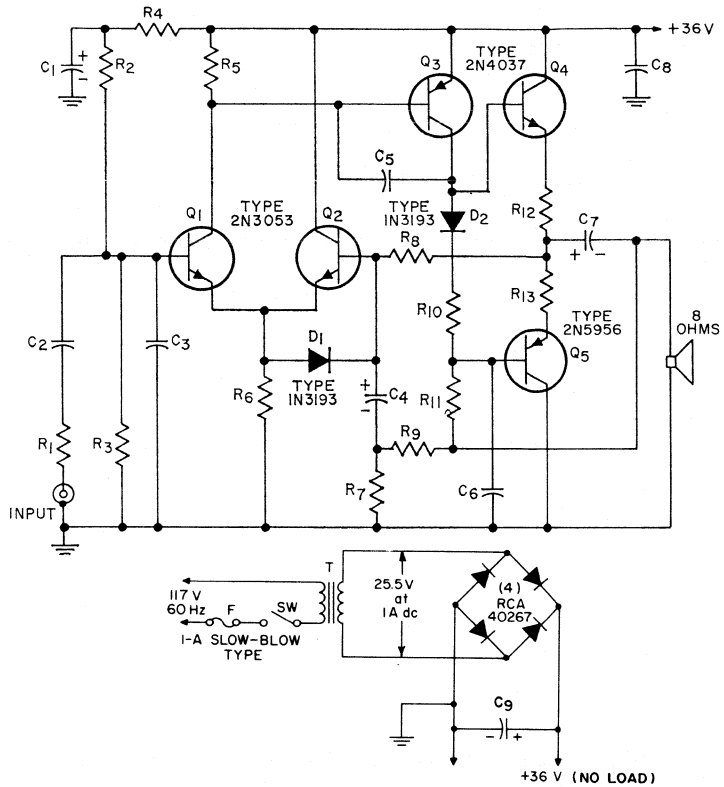 R4
+36V
C1
+
-
R2
R5
Q3
TYPE
2N4037
Q4
C8
C5
Q1
TYPE
2N3053
Q2
TYPE
1N3193
D2
R12
C7
+
-
R8
R10
R13
TYPE
2N5956
Q5
8
OHMS
C2
C3
D1
TYPE
1N3193
R6
+
C4
-
R11
R1
R3
R9
R7
C6
INPUT
T
117 V
60 Hz
F
SW
1-A SLOW-BLOW
TYPE
25.5V
at
1A dc
(4)
RCA
40267
C9
-
+
+36 V (NO LOAD)